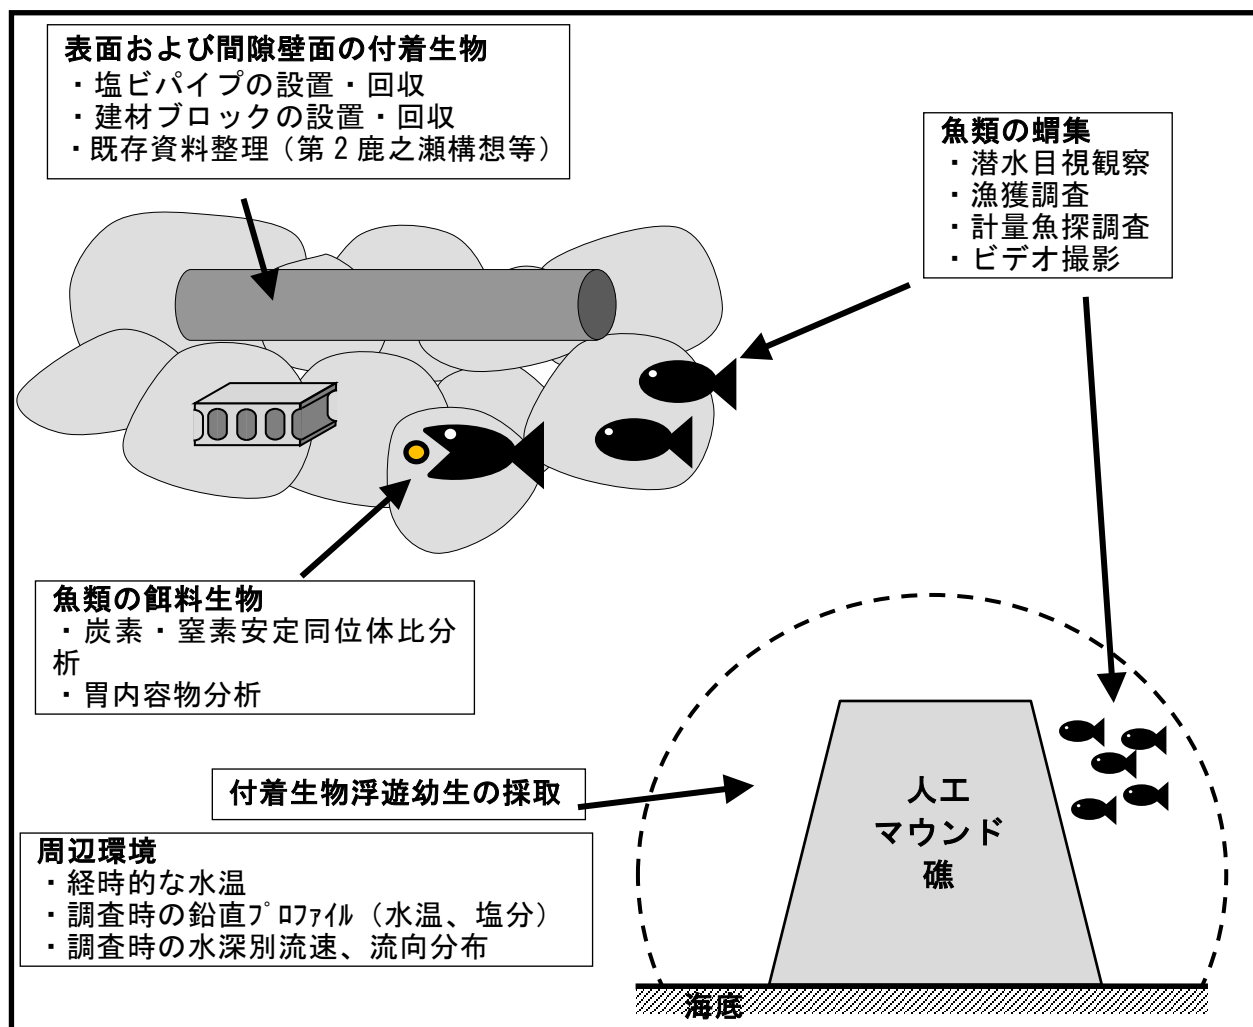 表面および間隙壁面の付着生物
・塩ビパイプの設置・回収
・建材ブロックの設置・回収
・既存資料整理（第２鹿之瀬構想等）
魚類の蝟集
・潜水目視観察
・漁獲調査
・計量魚探調査
・ビデオ撮影
魚類の餌料生物
・炭素・窒素安定同位体比分
析
・胃内容物分析
付着生物浮遊幼生の採取
周辺環境
・経時的な水温
・調査時の鉛直ﾌﾟﾛﾌｧｲﾙ（水温、塩分）
・調査時の水深別流速、流向分布
人工
マウンド
礁
海底